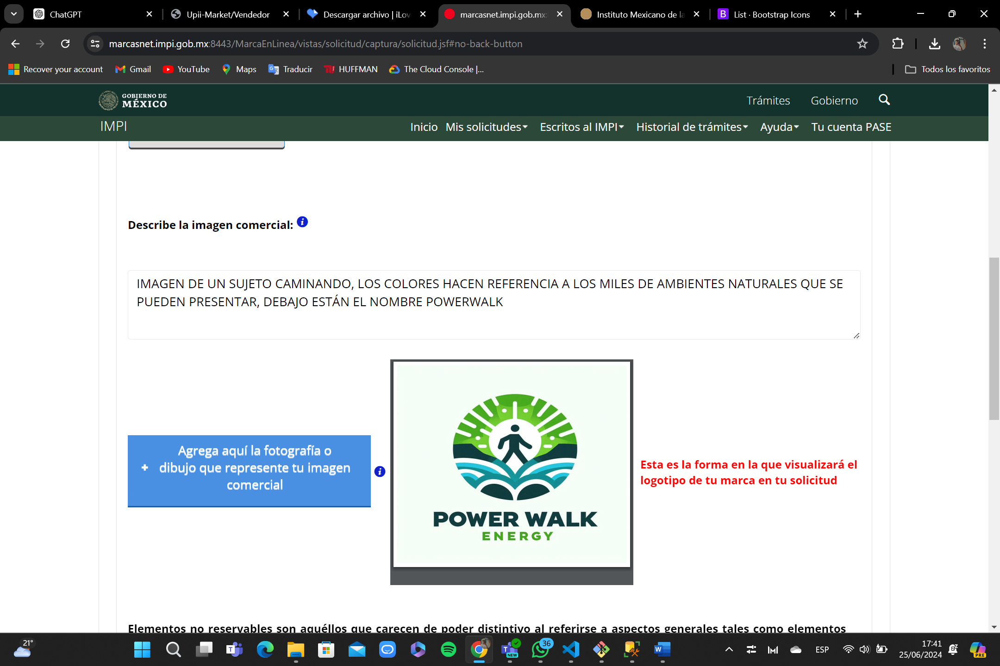 ChatGPT
Upii-Market/Vendedor
Descargar archivo | iLov
marcasnet.impi.gob.mx:
Instituto Mexicano de la
B List · Bootstrap Icons
marcasnet.impi.gob.mx:8443/MarcaEnLinea/vistas/solicitud/captura/solicitud.jsf#no-back-button
Recover your account
Gmail
YouTube
Maps
Traducir
HUFFMAN
The Cloud Console |...
Todos los favoritos
GOBIERNO DE
MÉXICO
Trámites
Gobierno
IMPI
Inicio
Mis solicitudes
Escritos al IMPI
Historial de trámites
Ayuda
Tu cuenta PASE
Describe la imagen comercial:
IMAGEN DE UN SUJETO CAMINANDO, LOS COLORES HACEN REFERENCIA A LOS MILES DE AMBIENTES NATURALES QUE SE
PUEDEN PRESENTAR, DEBAJO ESTÁN EL NOMBRE POWERWALK
+ Agrega aquí la fotografía o
dibujo que represente tu imagen
comercial
POWER WALK
ENERGY
Esta es la forma en la que visualizará el
logotipo de tu marca en tu solicitud
Elementos no reservables son aquéllos que carecen de poder distintivo al referirse a aspectos generales tales como elementos
21°
NEW
36
ESP
17:41
25/06/2024
PRE